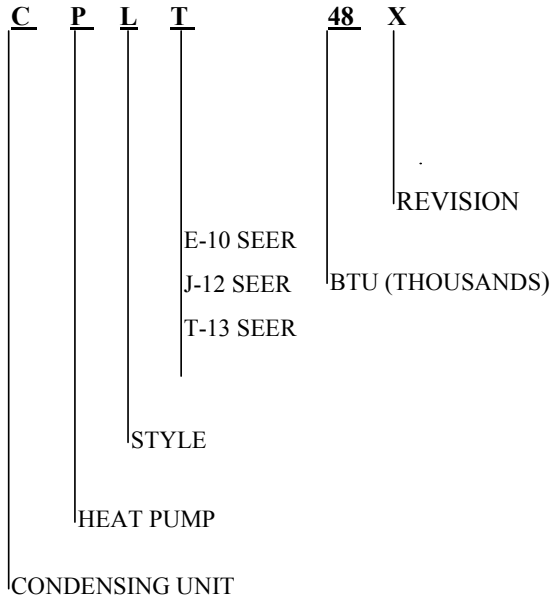 C P L T 48 X
REVISION
E-10 SEER
J-12 SEER
BTU (THOUSANDS)
T-13 SEER
STYLE
HEAT PUMP
CONDENSING UNIT